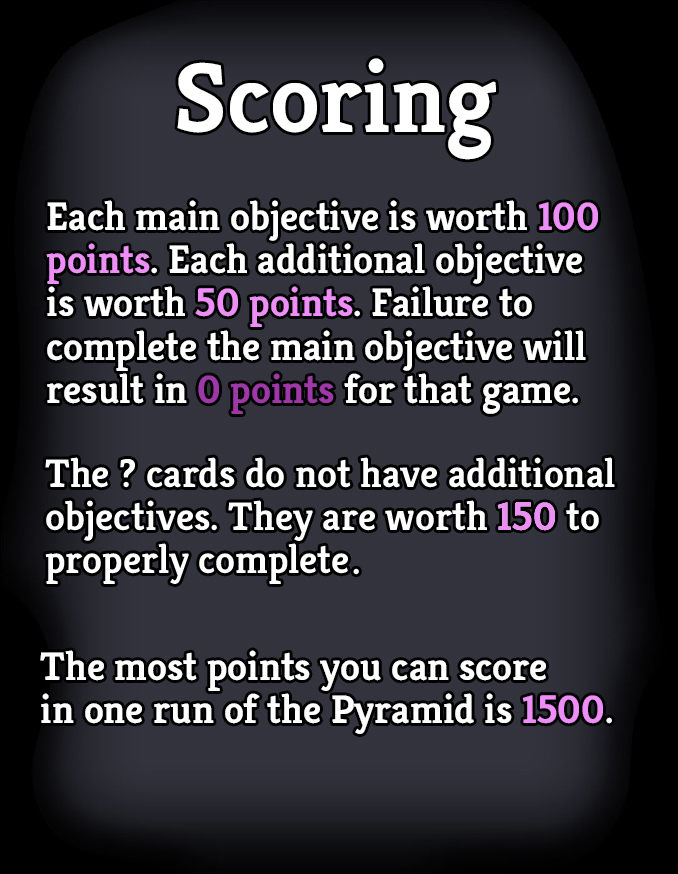 Scoring
Each main objective is worth 100
points. Each additional objective
is worth 50 points. Failure to
complete the main objective will
result in 0 points for that game.
The ? cards do not have additional
objectives. They are worth 150 to
properly complete.
The most points you can score
in one run of the Pyramid is 1500.